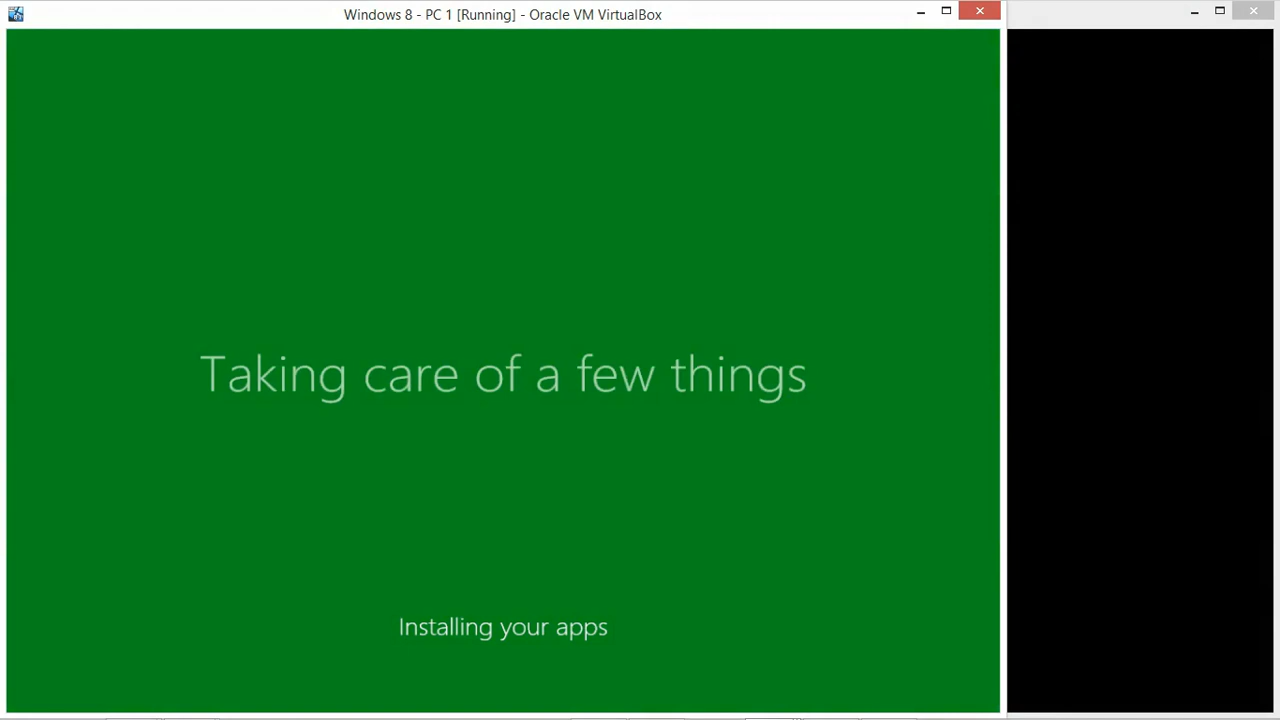 Windows 8 - PC 1 [Running] - Oracle VM VirtualBox
Taking care of a few things
Installing your apps